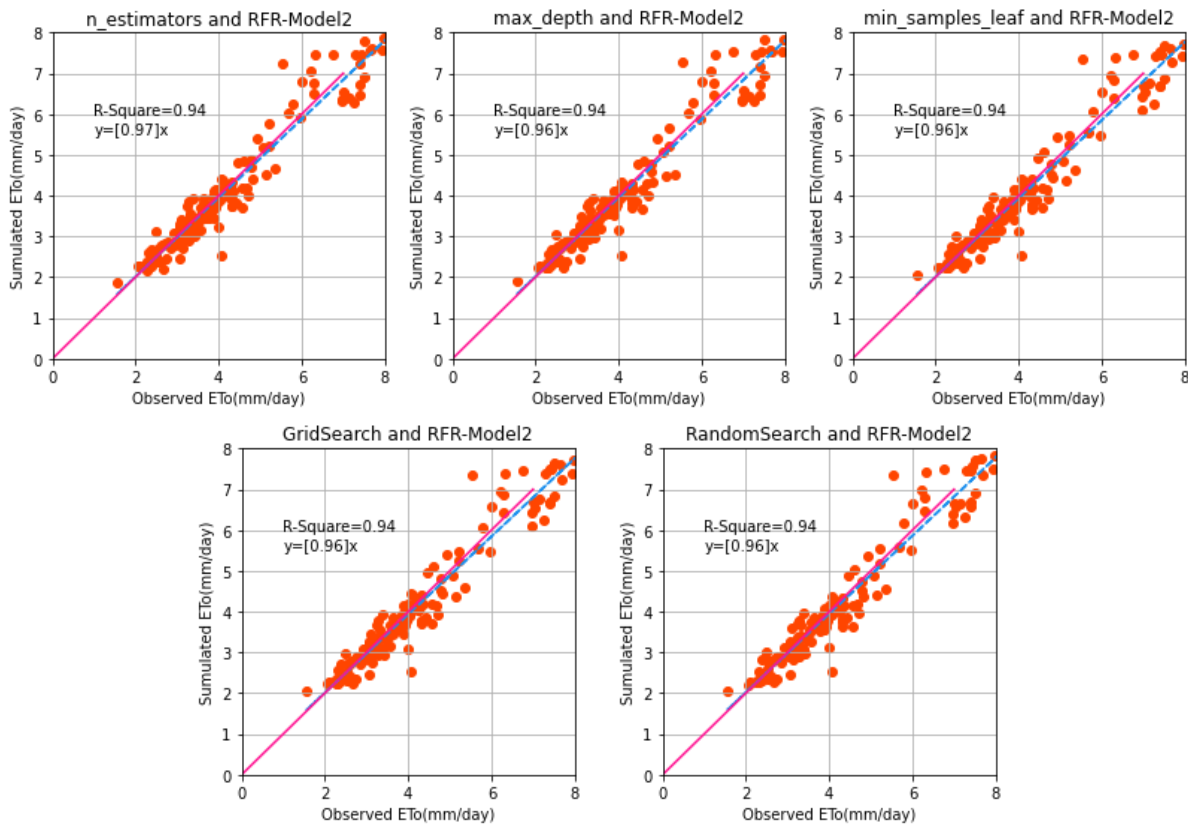 n_estimators and RFR-Model2
8
7
6
5
4
3
2
1
0
Sumulated ETo(mm/day)
R-Square=0.94
y=[0.97]x
0 2 4 6 8
Observed ETo(mm/day)
max_depth and RFR-Model2
8
7
6
5
4
3
2
1
0
Sumulated ETo(mm/day)
R-Square=0.94
y=[0.96]x
0 2 4 6 8
Observed ETo(mm/day)
min_samples_leaf and RFR-Model2
8
7
6
5
4
3
2
1
0
Sumulated ETo(mm/day)
R-Square=0.94
y=[0.96]x
0 2 4 6 8
Observed ETo(mm/day)
GridSearch and RFR-Model2
8
7
6
5
4
3
2
1
0
Sumulated ETo(mm/day)
R-Square=0.94
y=[0.96]x
0 2 4 6 8
Observed ETo(mm/day)
RandomSearch and RFR-Model2
8
7
6
5
4
3
2
1
0
Sumulated ETo(mm/day)
R-Square=0.94
y=[0.96]x
0 2 4 6 8
Observed ETo(mm/day)